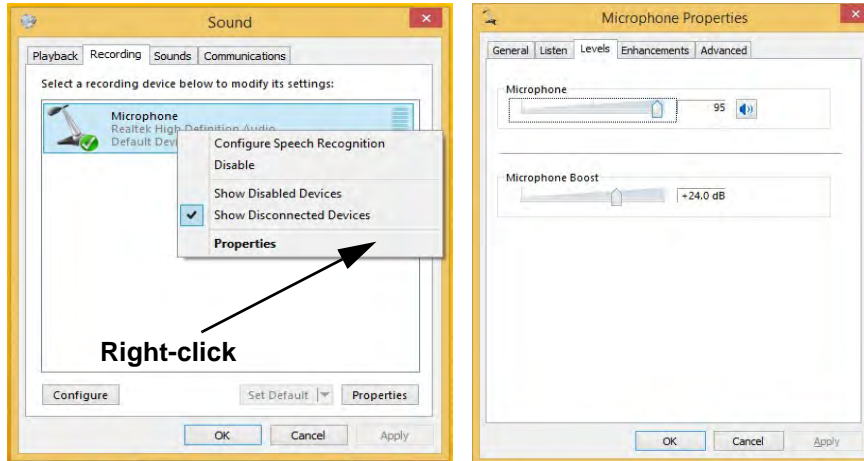 Sound
Playback Recording Sounds Communications
Select a recording device below to modify its settings:
Microphone
Realtek High Definition Audio
Default Devi
Configure Speech Recognition
Disable
Show Disabled Devices
Show Disconnected Devices
Properties
Right-click
Configure Set Default Properties
OK Cancel Apply
Microphone Properties
General Listen Levels Enhancements Advanced
Microphone
95
Microphone Boost
+24.0 dB
OK Cancel Apply